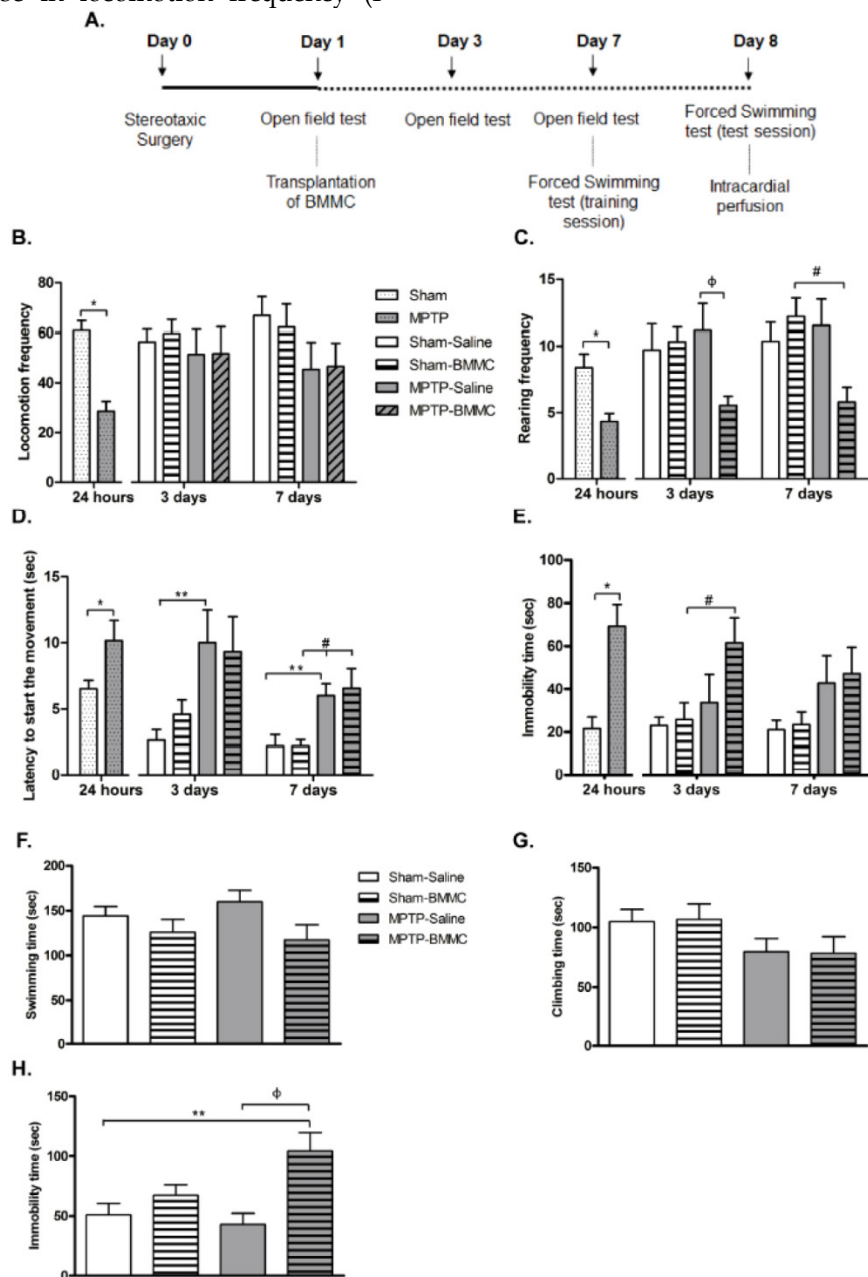 se in locomotion frequency (P
A.
Day 0 Day 1 Day 3 Day 7 Day 8
Stereotaxic Surgery
Open field test
Transplantation of BMMC
Open field test
Open field test
Forced Swimming test (training session)
Forced Swimming test (test session)
Intracardial perfusion
B.
Locomotion frequency
80
60
40
20
0
*
24 hours 3 days 7 days
Sham
MPTP
Sham-Saline
Sham-BMMC
MPTP-Saline
MPTP-BMMC
C.
Rearing frequency
15
10
5
0
*
ϕ
#
24 hours 3 days 7 days
D.
Latency to start the movement (sec)
15
10
5
0
*
**
**
#
24 hours 3 days 7 days
E.
Immobility time (sec)
100
80
60
40
20
0
*
#
24 hours 3 days 7 days
F.
Swimming time (sec)
200
150
100
50
0
Sham-Saline
Sham-BMMC
MPTP-Saline
MPTP-BMMC
G.
Climbing time (sec)
150
100
50
0
H.
Immobility time (sec)
150
100
50
0
**
ϕ